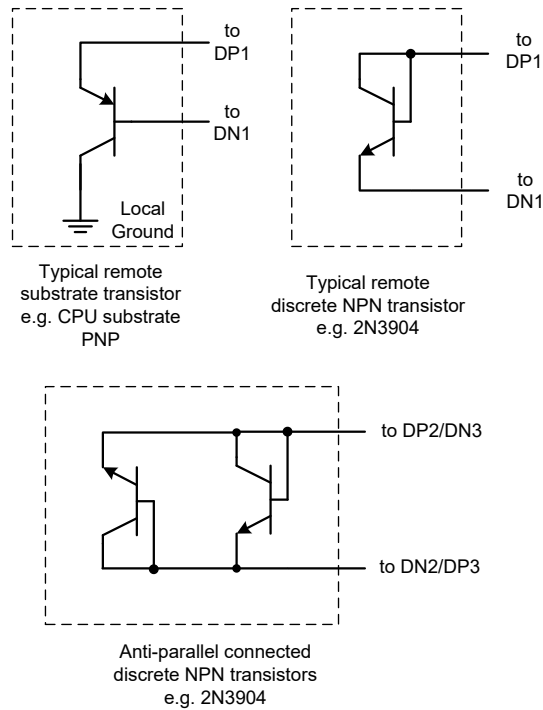 to
DP1
to
DN1
Local
Ground
Typical remote
substrate transistor
e.g. CPU substrate
PNP
to
DP1
to
DN1
Typical remote
discrete NPN transistor
e.g. 2N3904
to DP2/DN3
to DN2/DP3
Anti-parallel connected
discrete NPN transistors
e.g. 2N3904